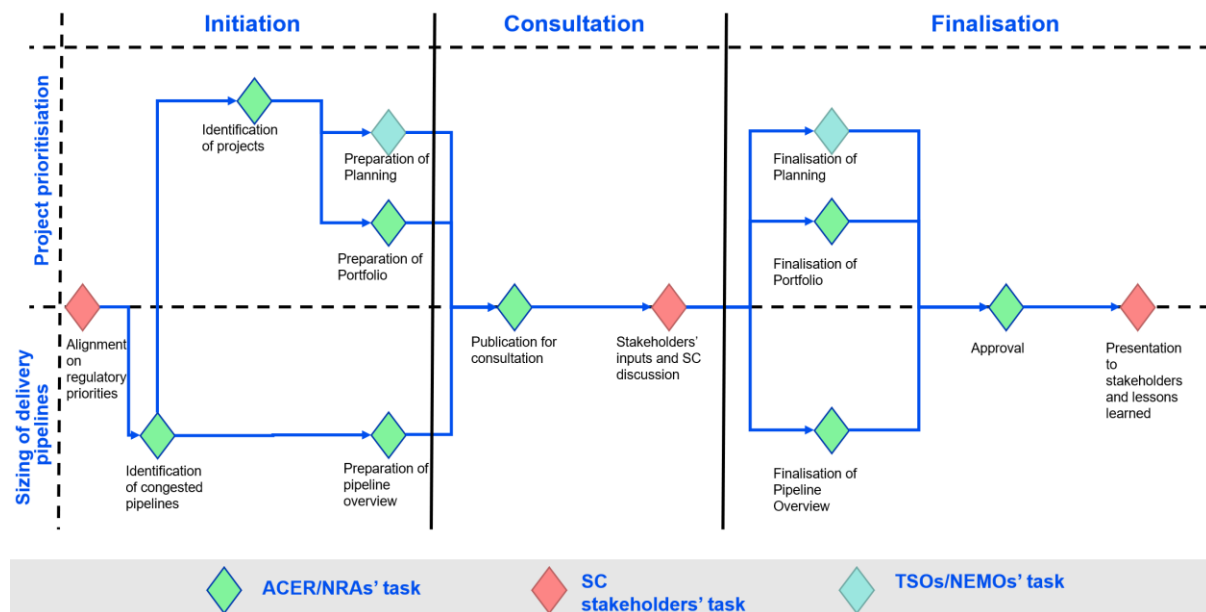 Initiation
Consultation
Finalisation
Project prioritisiation
Sizing of delivery
pipelines
Identification
of projects
Preparation of
Planning
Preparation of
Portfolio
Alignment
on
regulatory
priorities
Identification
of congested
pipelines
Preparation of
pipeline
overview
Publication for
consultation
Stakeholders'
inputs and SC
discussion
Finalisation of
Planning
Finalisation of
Portfolio
Finalisation of
Pipeline
Overview
Approval
Presentation
to
stakeholders
and lessons
learned
ACER/NRAs' task
SC
stakeholders' task
TSOs/NEMOs' task